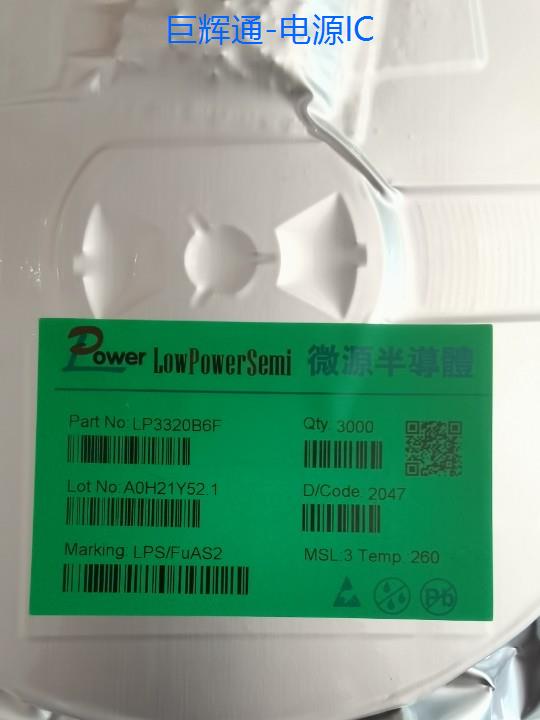 巨辉通-电源IC
Power LowPowerSemi 微源半導體
Part No: LP3320B6F Qty: 3000
Lot No: A0H21Y52.1 D/Code: 2047
Marking: LPS/FuAS2 MSL:3 Temp: 260
Pb